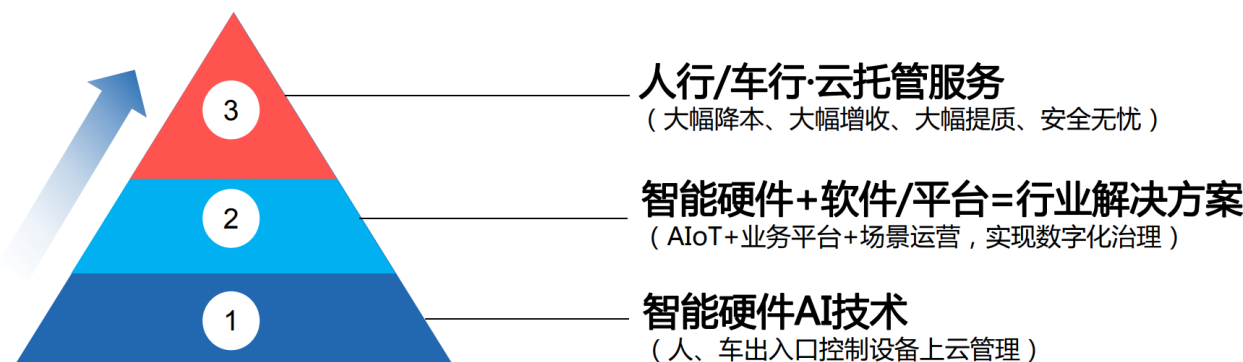 3
人行/车行·云托管服务
（大幅降本、大幅增收、大幅提质、安全无忧）
2
智能硬件+软件/平台=行业解决方案
（AIoT+业务平台+场景运营，实现数字化治理）
1
智能硬件AI技术
（人、车出入口控制设备上云管理）